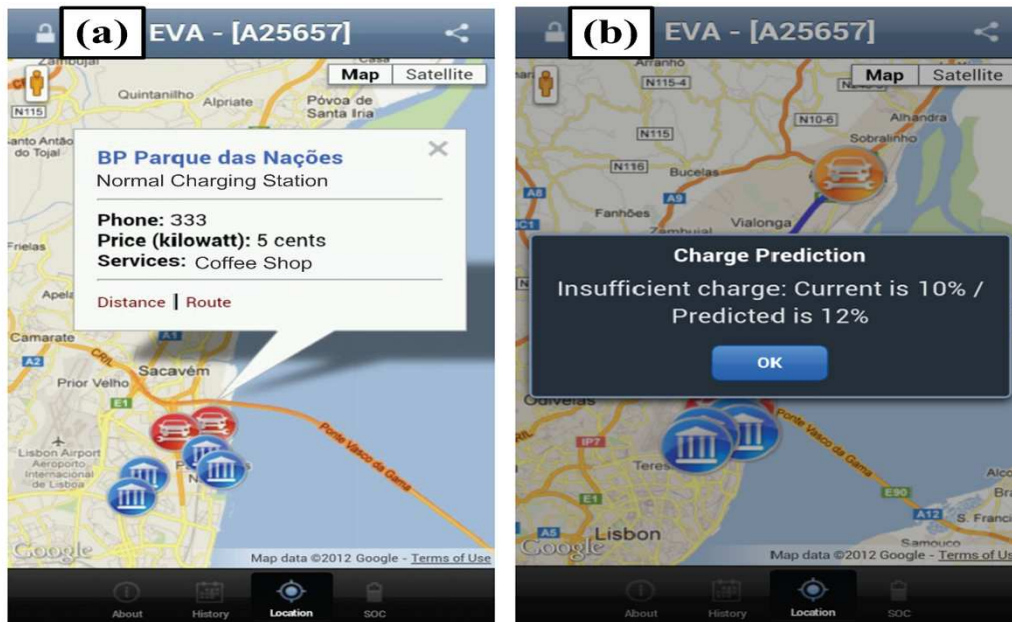 (a) EVA - [A25657]
Zambujal
Map Satellite
Quintanilho
Alpriate
Póvoa de
Santa Iria
N115
anto Antão
do Tojal
BP Parque das Nações
Normal Charging Station
Phone: 333
Price (kilowatt): 5 cents
Services: Coffee Shop
Distance | Route
Frielas
Apela
Camarate
A1
A2
CRIL
Sacavém
Prior Velho
E1
Ponte Vasco da Gama
Lisbon Airport
Aeroporto
Internacional
de Lisboa
Google
Map data ©2012 Google - Terms of Use
About History Location SOC
(b) EVA - [A25657]
Arranhó
Map Satellite
N115-4
N10-6
Alhandra
N115
Sobralinho
N116
Bucelas
A8
A9
Fanhões
Vialonga
Zambujal
Charge Prediction
Insufficient charge: Current is 10% /
Predicted is 12%
OK
Odivelas
CRIL
IP7
Ponte Vasco da Gama
Teres
E1
E90
Alco
A12
S. Franci
A5
Lisbon
Samouco
Google
Map data ©2012 Google - Terms of Us
About History Location SOC